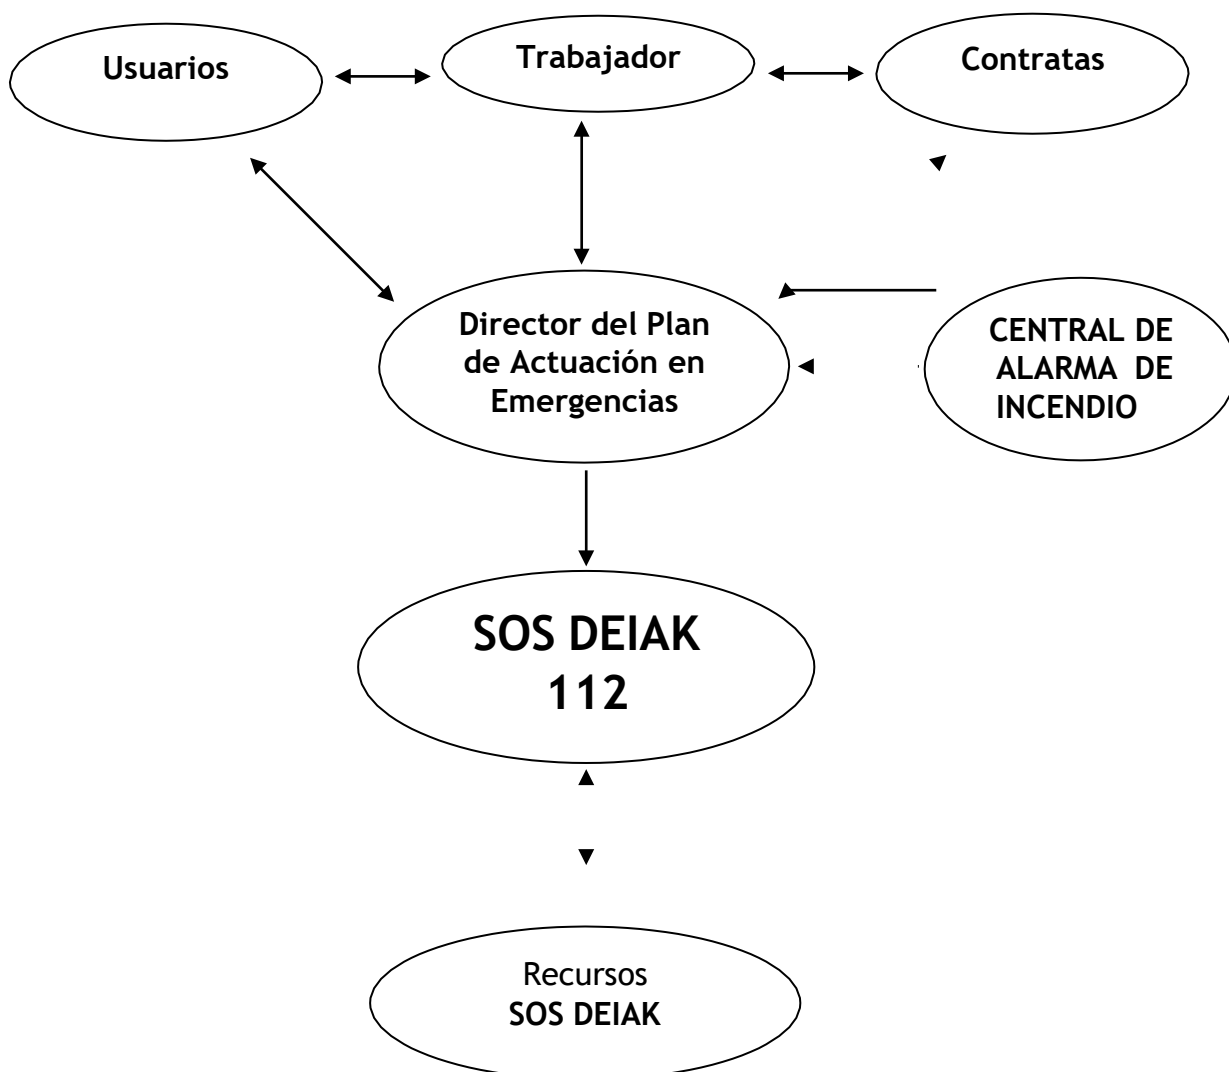 Usuarios
Trabajador
Contratas
Director del Plan
de Actuación en
Emergencias
CENTRAL DE
ALARMA DE
INCENDIO
SOS DEIAK
112
Recursos
SOS DEIAK